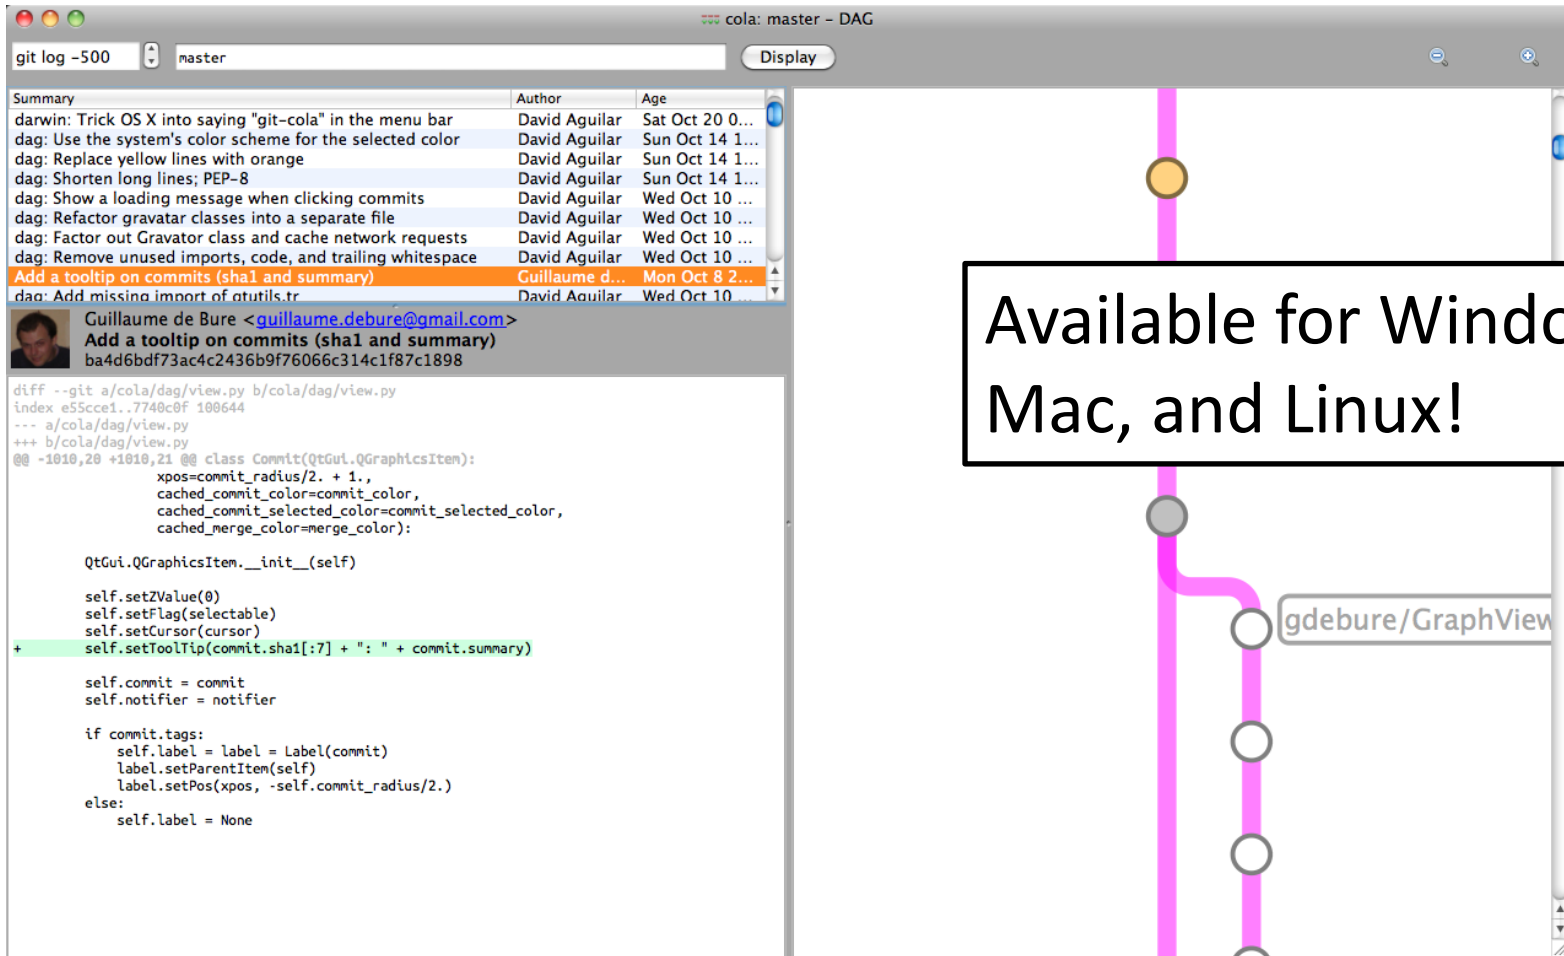 cola: master – DAG
git log –500 master Display
Summary Author Age
darwin: Trick OS X into saying "git-cola" in the menu bar David Aguilar Sat Oct 20 0...
dag: Use the system's color scheme for the selected color David Aguilar Sun Oct 14 1...
dag: Replace yellow lines with orange David Aguilar Sun Oct 14 1...
dag: Shorten long lines; PEP-8 David Aguilar Sun Oct 14 1...
dag: Show a loading message when clicking commits David Aguilar Wed Oct 10 ...
dag: Refactor gravatar classes into a separate file David Aguilar Wed Oct 10 ...
dag: Factor out Gravator class and cache network requests David Aguilar Wed Oct 10 ...
dag: Remove unused imports, code, and trailing whitespace David Aguilar Wed Oct 10 ...
Add a tooltip on commits (sha1 and summary) Guillaume d... Mon Oct 8 2...
dag: Add missing import of qtutils.tr David Aguilar Wed Oct 10 ...
Guillaume de Bure <guillaume.debure@gmail.com>
Add a tooltip on commits (sha1 and summary)
ba4d6bdf73ac4c2436b9f76066c314c1f87c1898
diff --git a/cola/dag/view.py b/cola/dag/view.py
index e55cce1..7740c0f 100644
--- a/cola/dag/view.py
+++ b/cola/dag/view.py
@@ -1010,20 +1010,21 @@ class Commit(QtGui.QGraphicsItem):
xpos=commit_radius/2. + 1.,
cached_commit_color=commit_color,
cached_commit_selected_color=commit_selected_color,
cached_merge_color=merge_color):
QtGui.QGraphicsItem.__init__(self)
self.setZValue(0)
self.setFlag(selectable)
self.setCursor(cursor)
+ self.setToolTip(commit.sha1[:7] + ": " + commit.summary)
self.commit = commit
self.notifier = notifier
if commit.tags:
self.label = label = Label(commit)
label.setParentItem(self)
label.setPos(xpos, -self.commit_radius/2.)
else:
self.label = None
Available for Windo
Mac, and Linux!
gdebure/GraphView